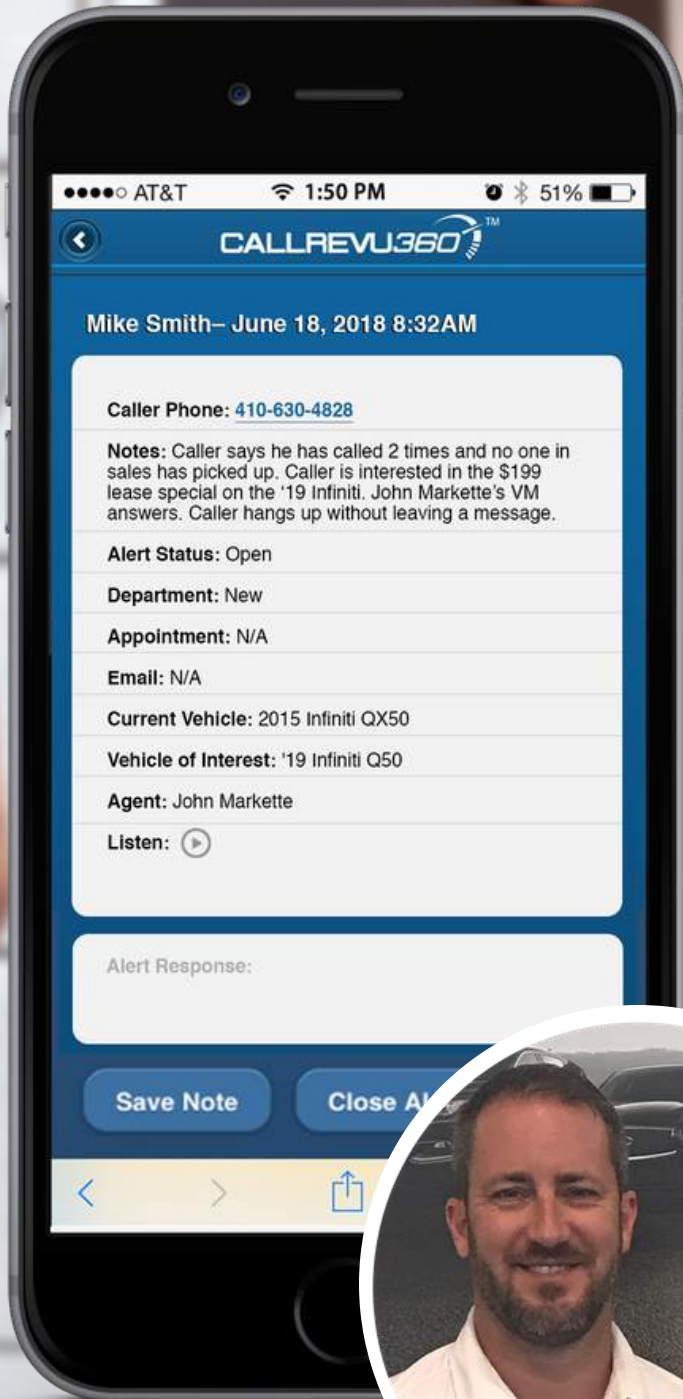 AT&T 1:50 PM 51%
CALLREVU360 TM
Mike Smith– June 18, 2018 8:32AM
Caller Phone: 410-630-4828
Notes: Caller says he has called 2 times and no one in
sales has picked up. Caller is interested in the $199
lease special on the ‘19 Infiniti. John Markette’s VM
answers. Caller hangs up without leaving a message.
Alert Status: Open
Department: New
Appointment: N/A
Email: N/A
Current Vehicle: 2015 Infiniti QX50
Vehicle of Interest: '19 Infiniti Q50
Agent: John Markette
Listen:
Alert Response:
Save Note
Close Al